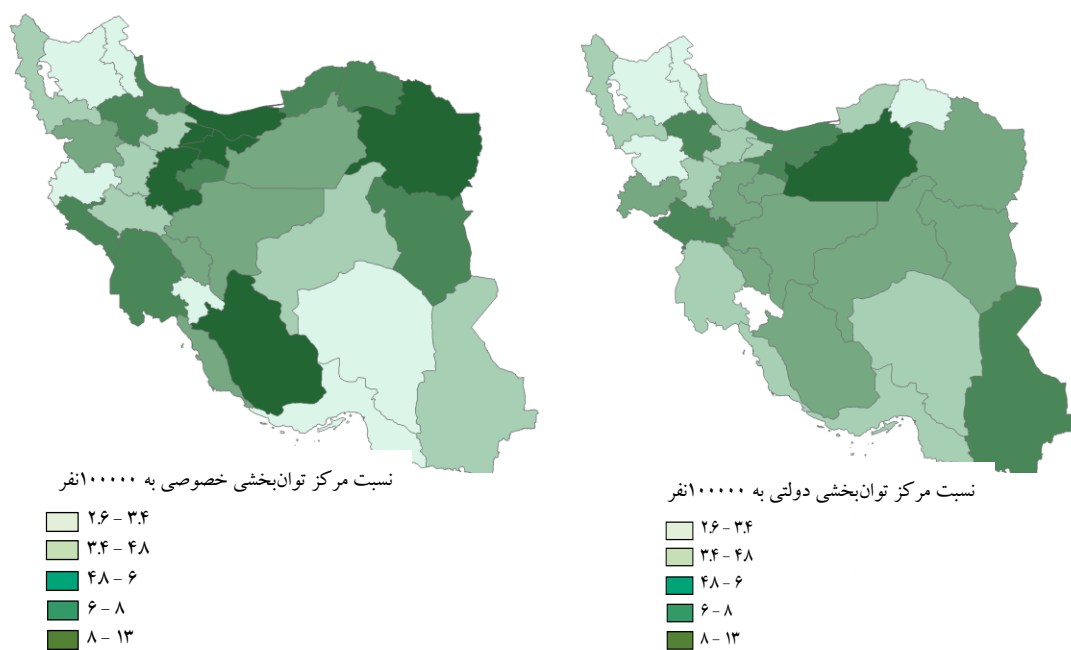 نسبت مرکز توان‌بخشی خصوصی به ۱۰۰۰۰۰نفر
۲.۶ – ۳.۴
۳.۴ – ۴.۸
۴.۸ – ۶
۶ – ۸
۸ – ۱۳
نسبت مرکز توان‌بخشی دولتی به ۱۰۰۰۰۰نفر
۲.۶ – ۳.۴
۳.۴ – ۴.۸
۴.۸ – ۶
۶ – ۸
۸ – ۱۳